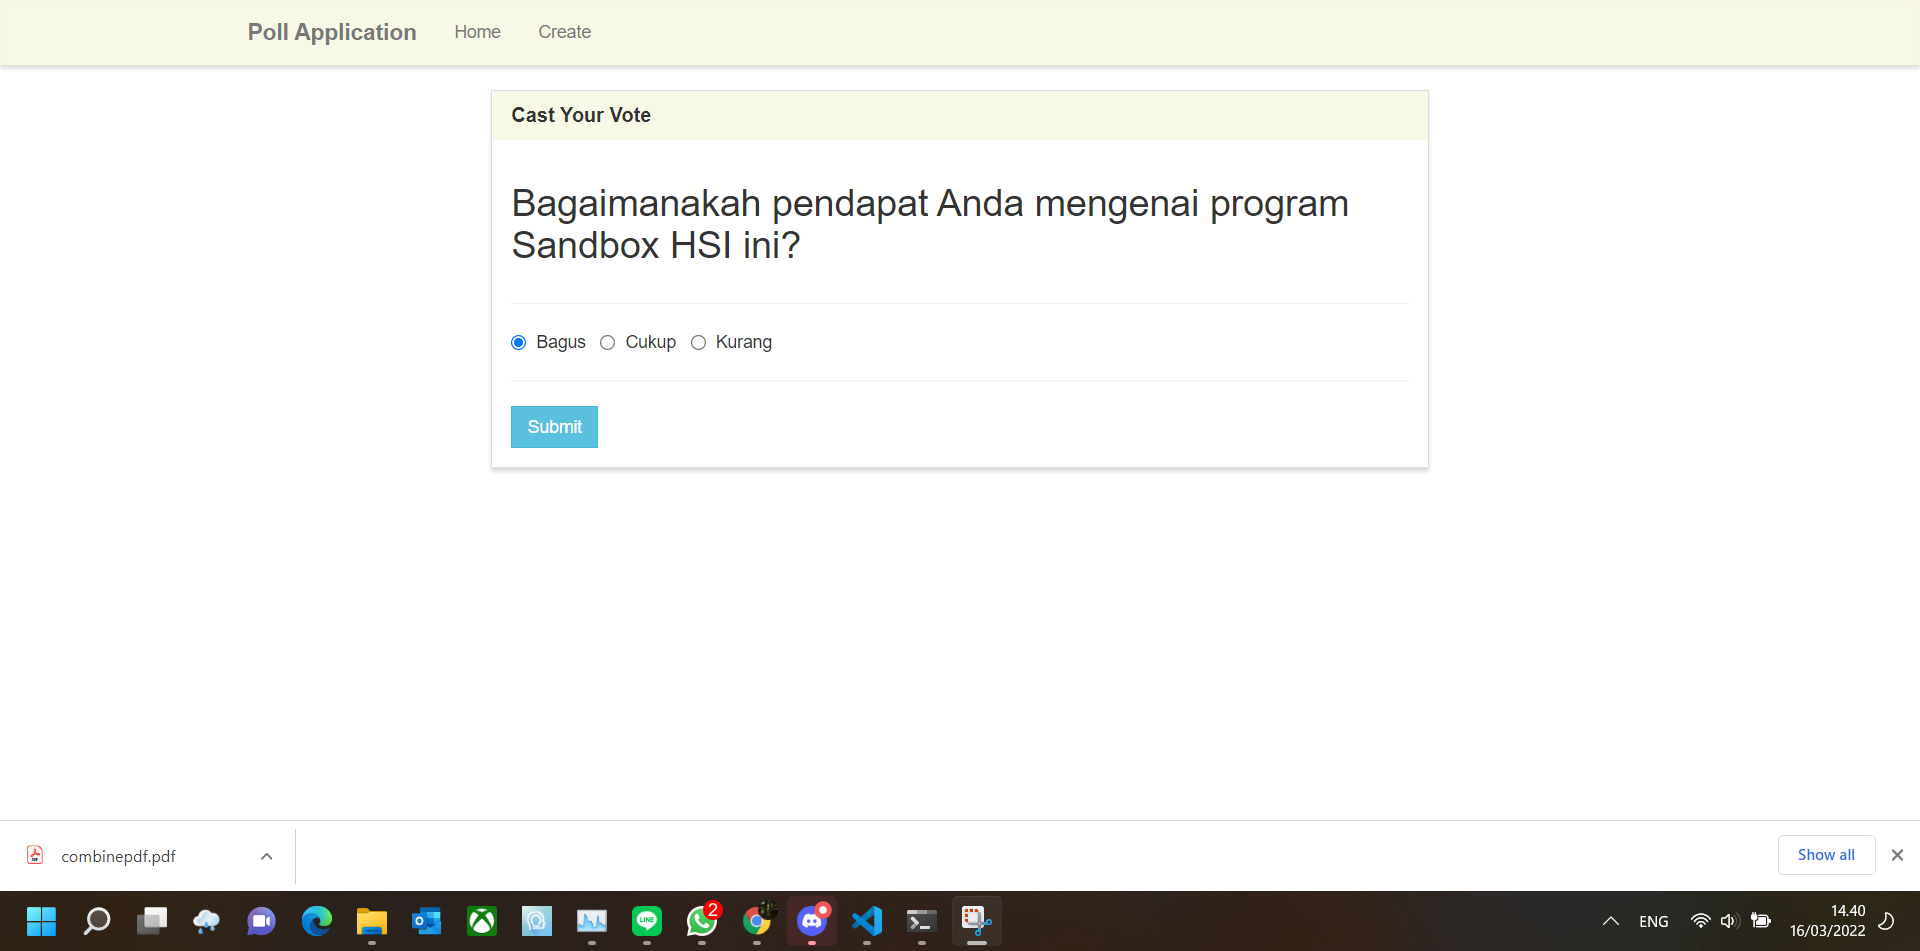 Poll Application Home Create
Cast Your Vote
Bagaimanakah pendapat Anda mengenai program
Sandbox HSI ini?
Bagus Cukup Kurang
Submit
combinepdf.pdf
Show all
LINE
2
ENG
14.40
16/03/2022